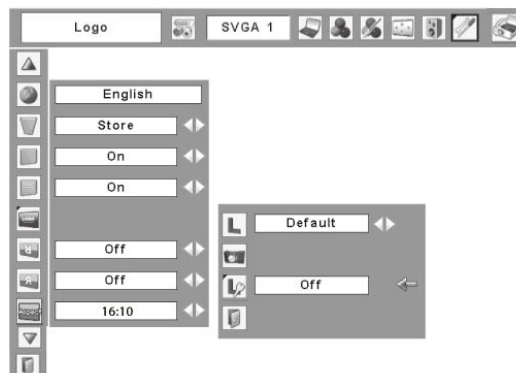 Logo
SVGA 1
English
Store
On
On
Default
Off
Off
Off
16:10